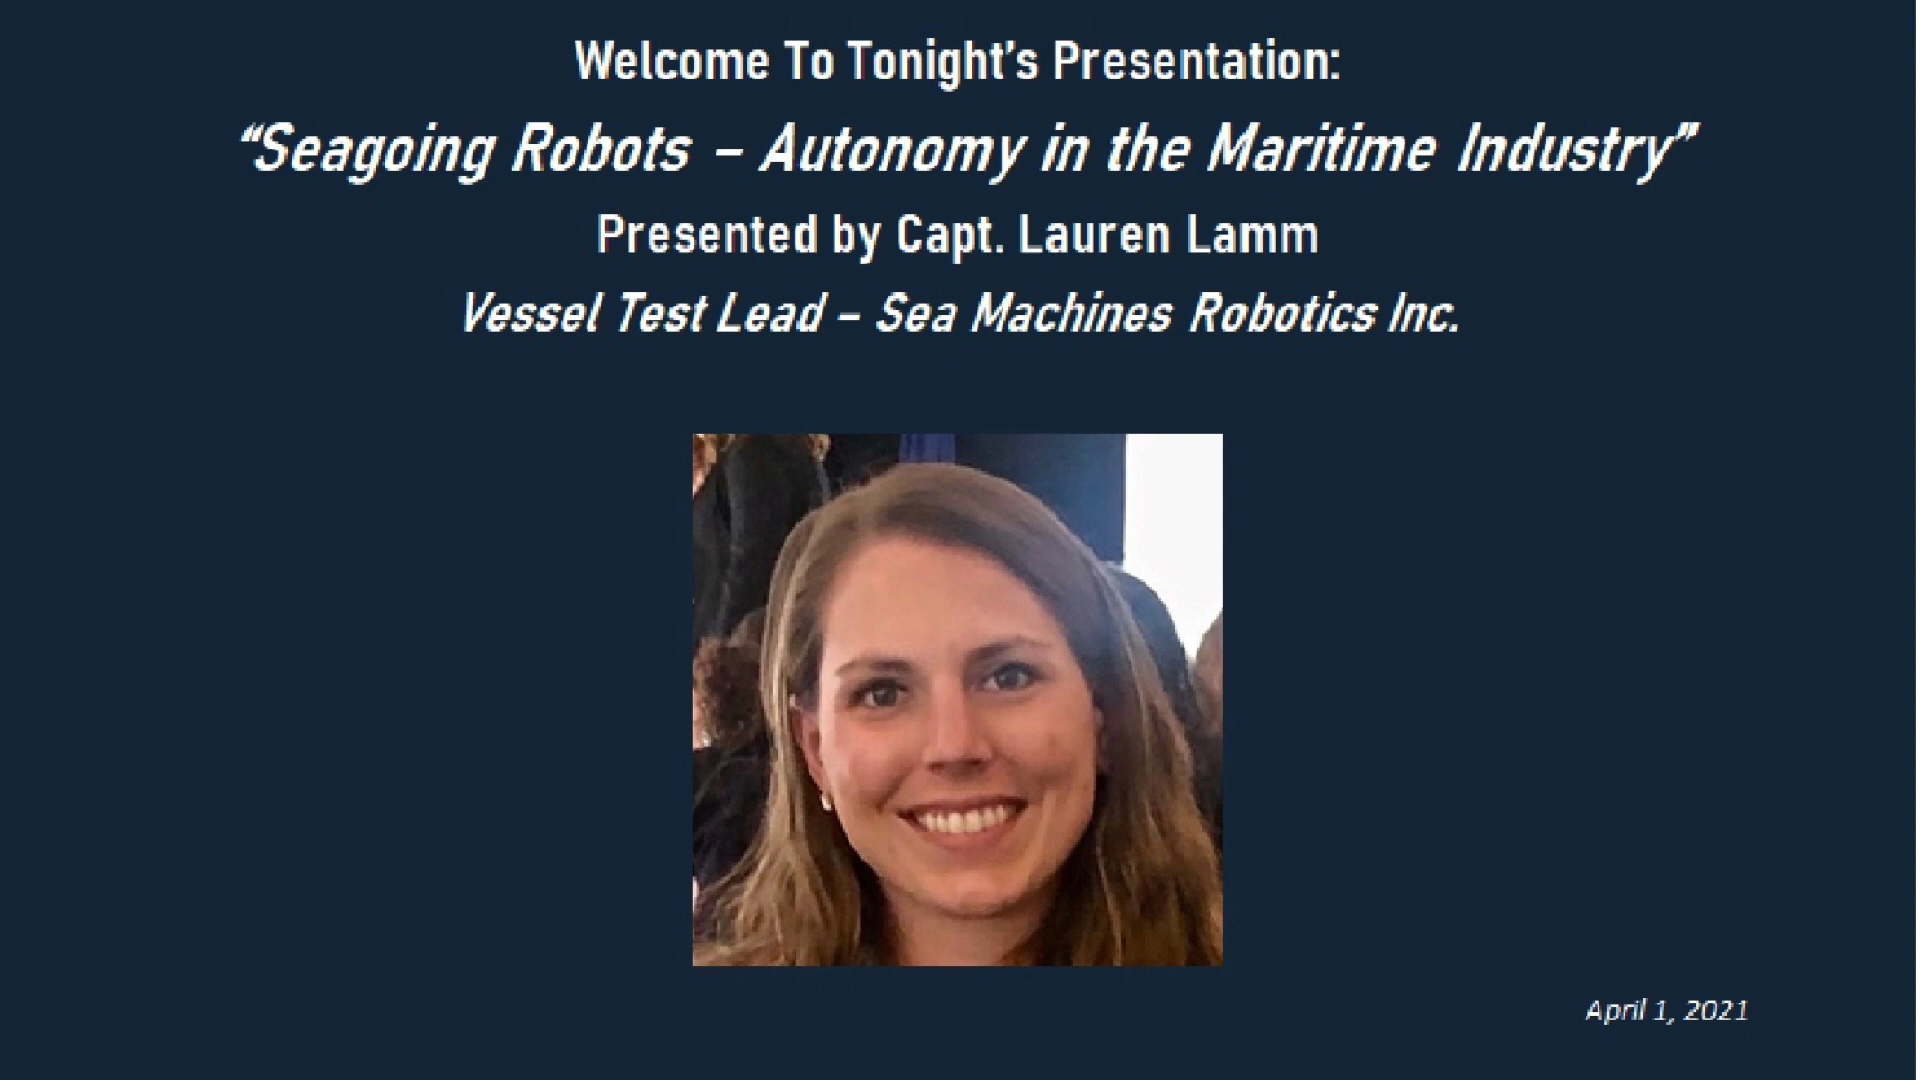 Welcome To Tonight's Presentation:
“Seagoing Robots – Autonomy in the Maritime Industry”
Presented by Capt. Lauren Lamm
Vessel Test Lead – Sea Machines Robotics Inc.
April 1, 2021